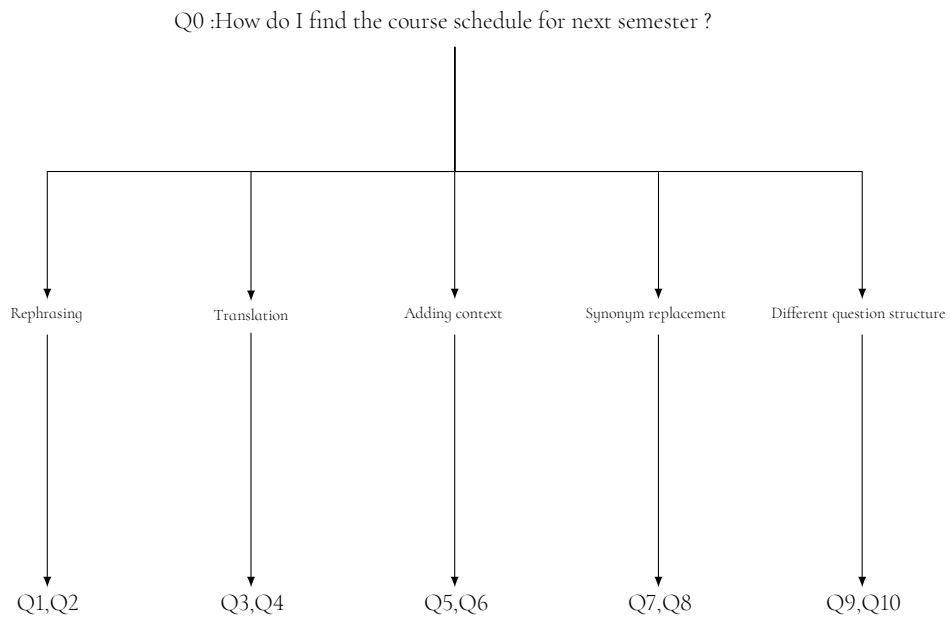 Q0 :How do I find the course schedule for next semester ?
Rephrasing
Translation
Adding context
Synonym replacement
Different question structure
Q1,Q2
Q3,Q4
Q5,Q6
Q7,Q8
Q9,Q10